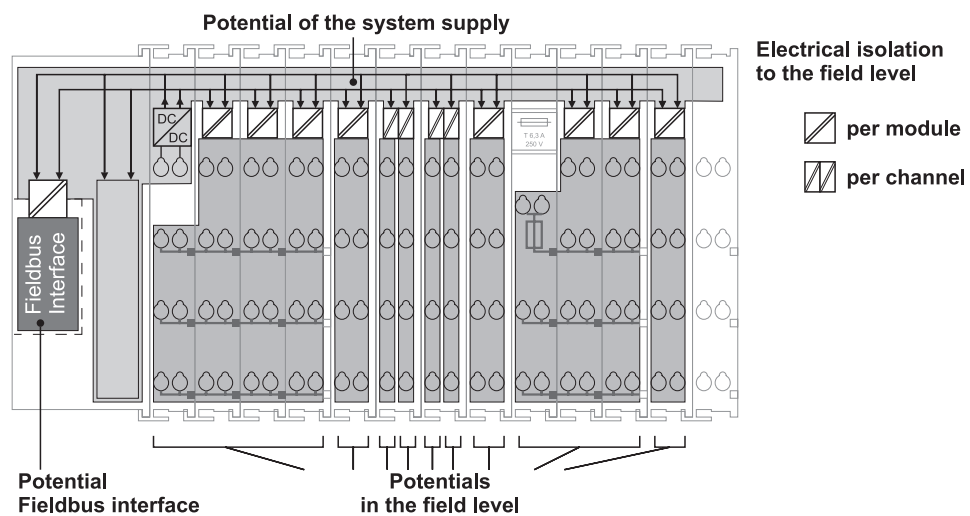 Potential of the system supply
Electrical isolation
to the field level
per module
per channel
DC
DC
T 6,3 A
250 V
Fieldbus
Interface
Potential
Fieldbus interface
Potentials
in the field level